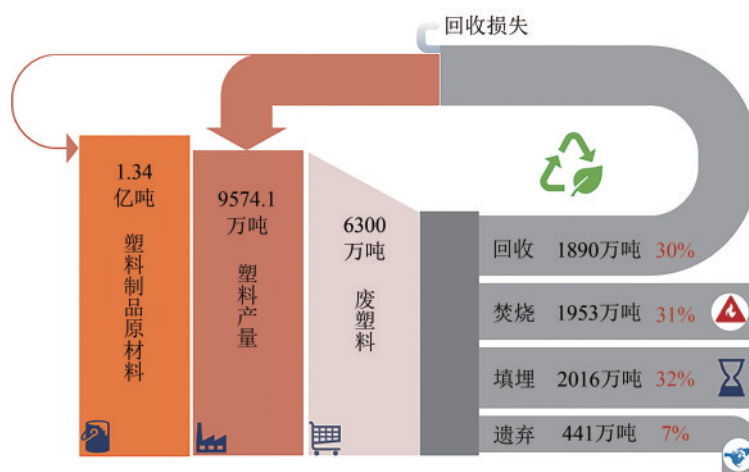 回收损失
1.34
亿吨
塑料制品原材料
9574.1
万吨
塑料产量
6300
万吨
废塑料
回收 1890万吨 30%
焚烧 1953万吨 31%
填埋 2016万吨 32%
遗弃 441万吨 7%